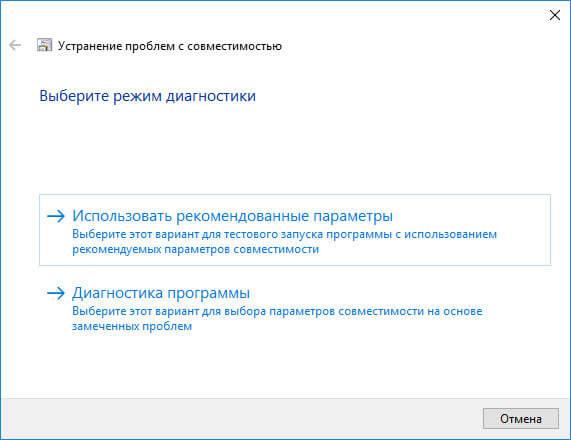 Устранение проблем с совместимостью
Выберите режим диагностики
Использовать рекомендованные параметры
Выберите этот вариант для тестового запуска программы с использованием
рекомендуемых параметров совместимости
Диагностика программы
Выберите этот вариант для выбора параметров совместимости на основе
замеченных проблем
Отмена